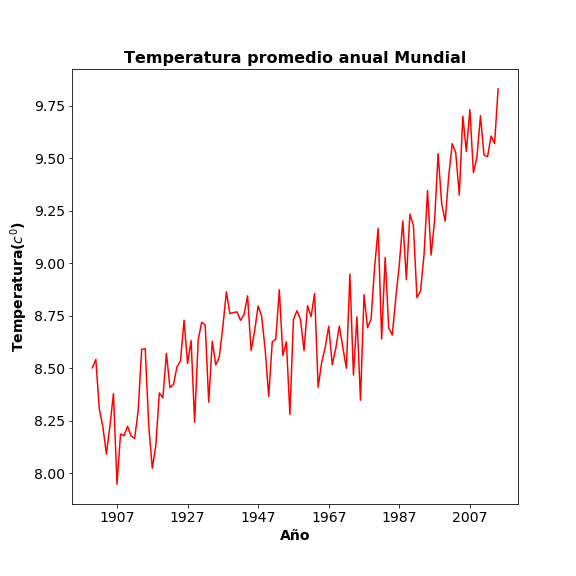 Temperatura promedio anual Mundial
9.75
9.50
9.25
9.00
8.75
8.50
8.25
8.00
Temperatura(c⁰)
1907 1927 1947 1967 1987 2007
Año